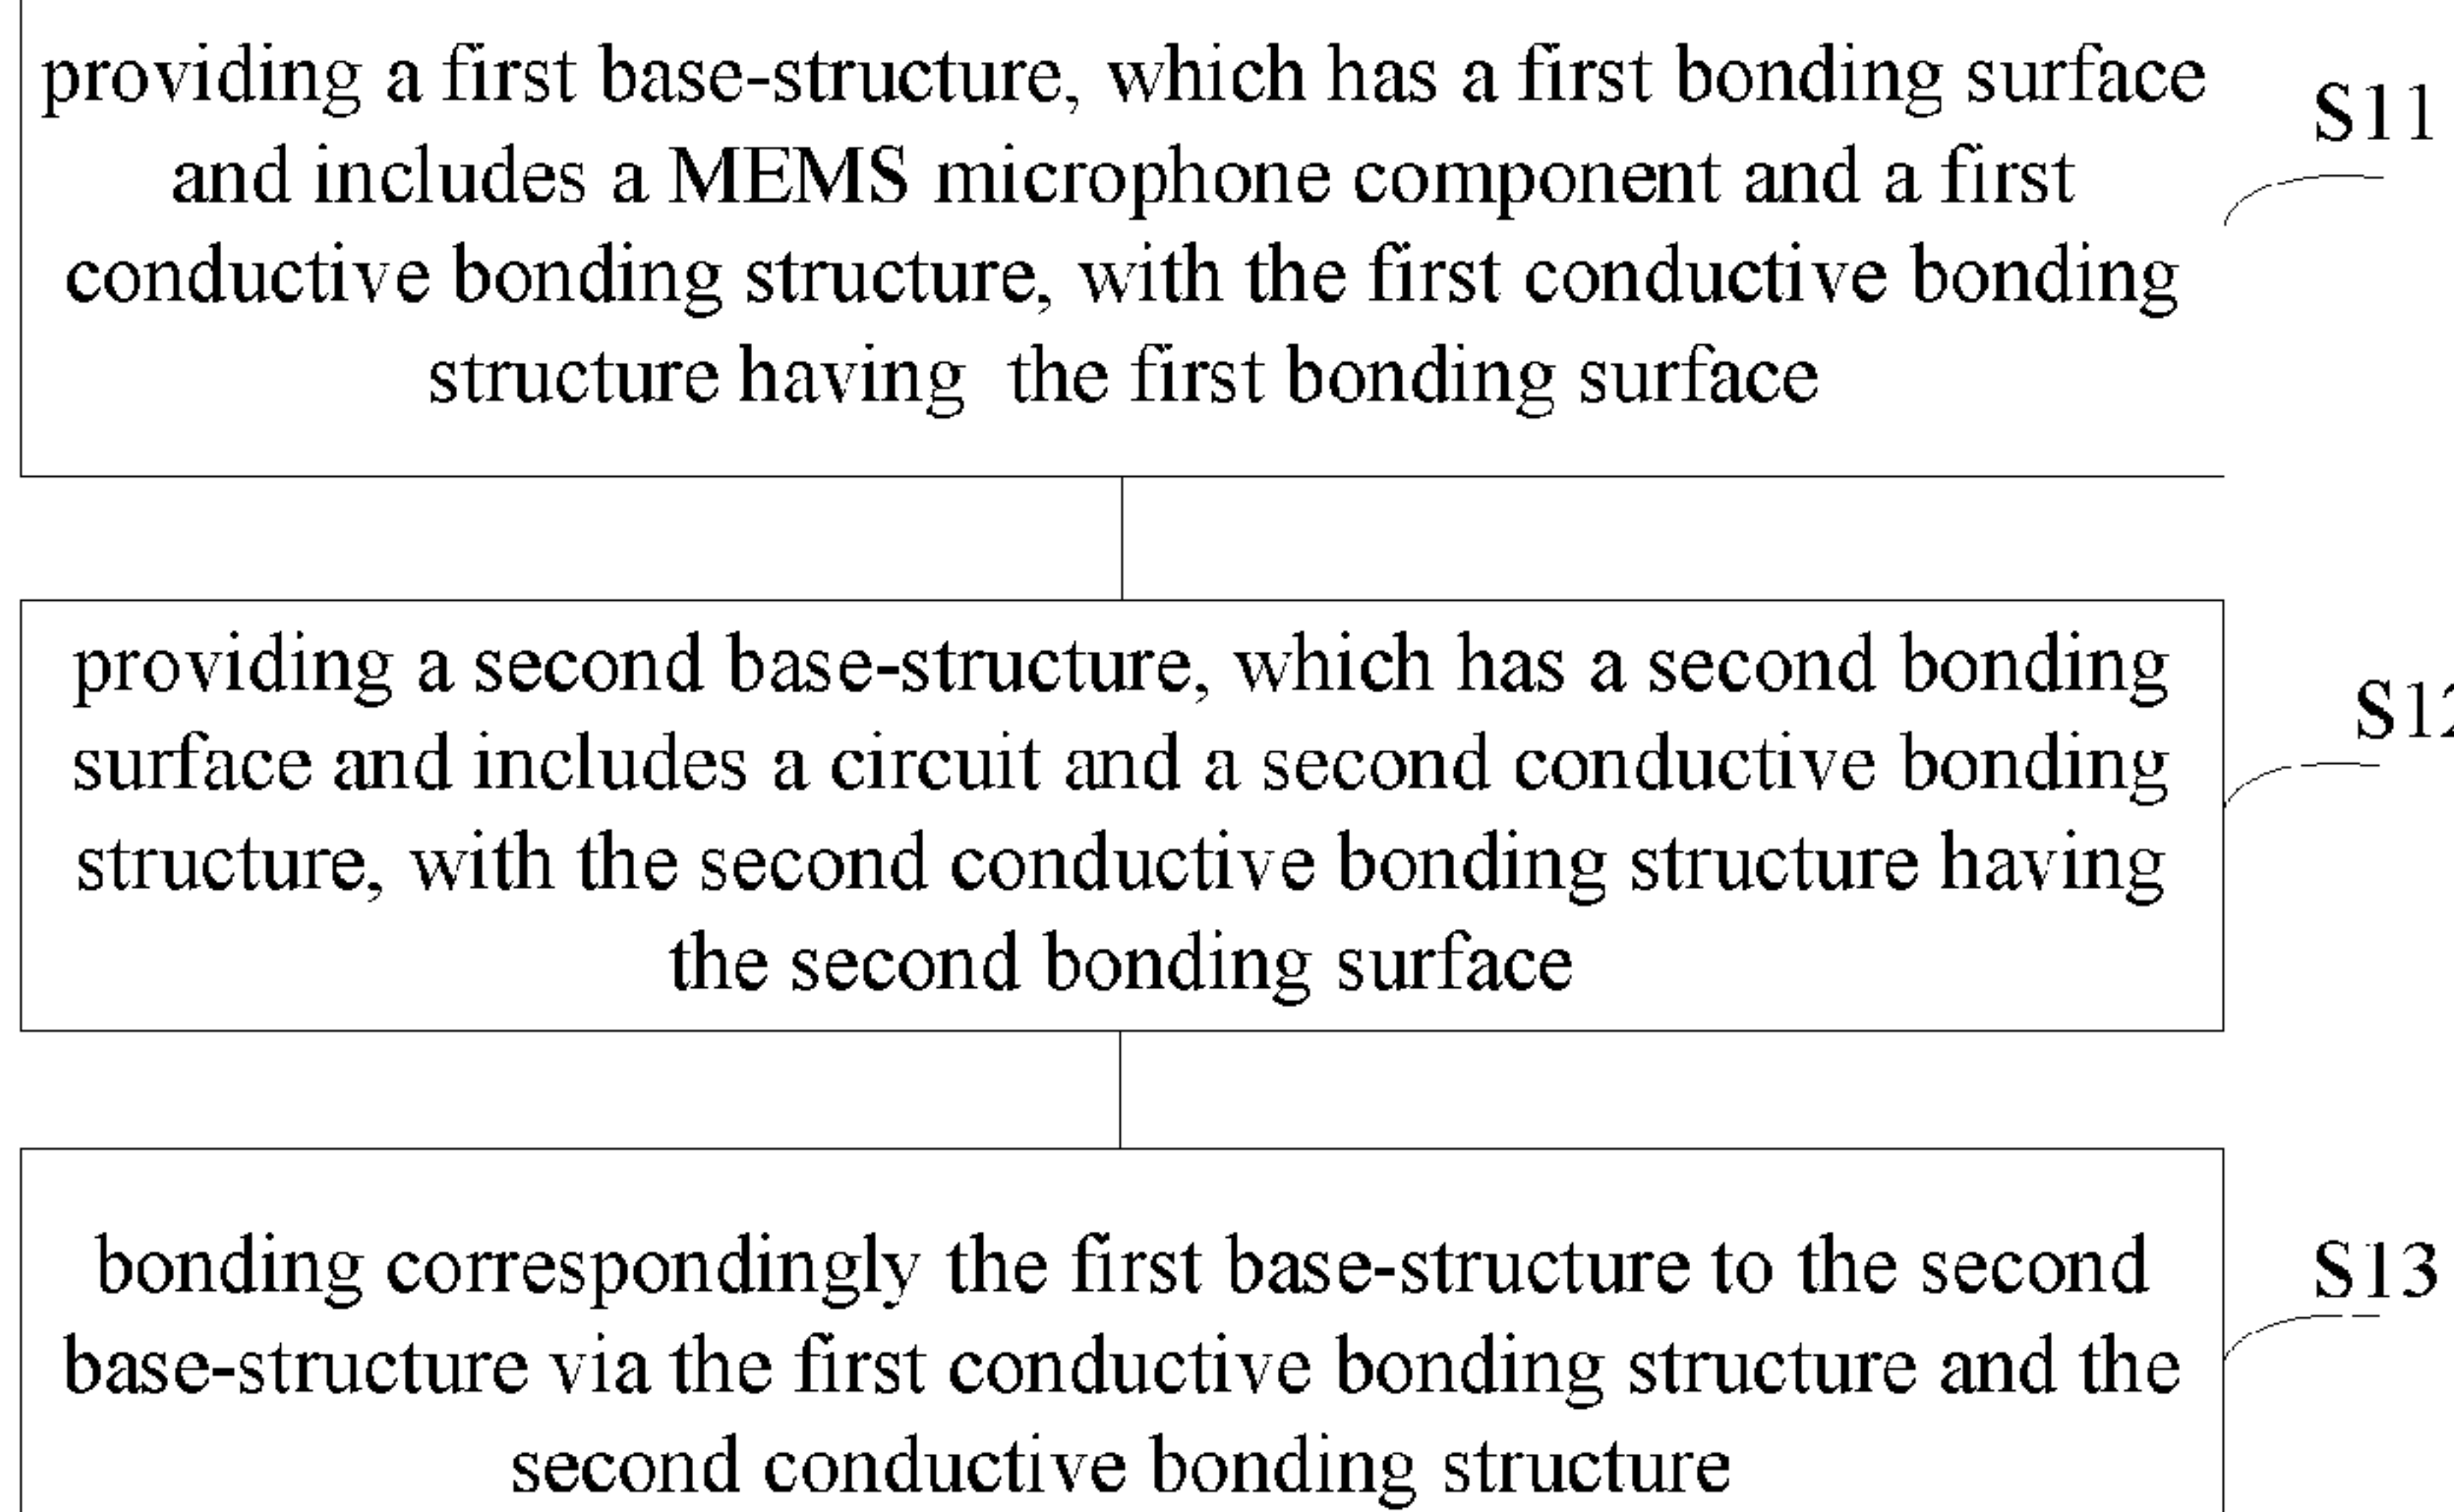 providing a first base-structure, which has a first bonding surface
and includes a MEMS microphone component and a first
conductive bonding structure, with the first conductive bonding
structure having the first bonding surface
S11
providing a second base-structure, which has a second bonding
surface and includes a circuit and a second conductive bonding
structure, with the second conductive bonding structure having
the second bonding surface
S12
bonding correspondingly the first base-structure to the second
base-structure via the first conductive bonding structure and the
second conductive bonding structure
S13